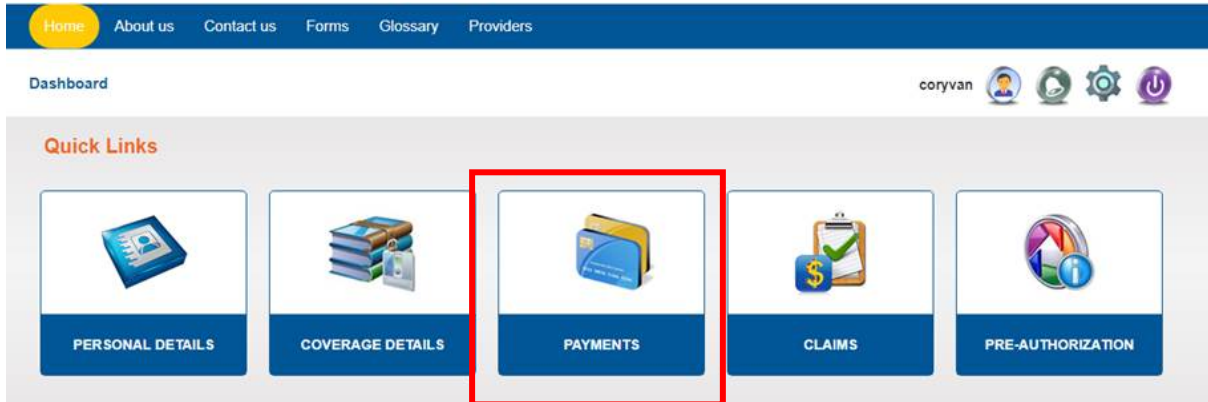 Home About us Contact us Forms Glossary Providers
Dashboard coryvan
Quick Links
PERSONAL DETAILS COVERAGE DETAILS PAYMENTS CLAIMS PRE-AUTHORIZATION